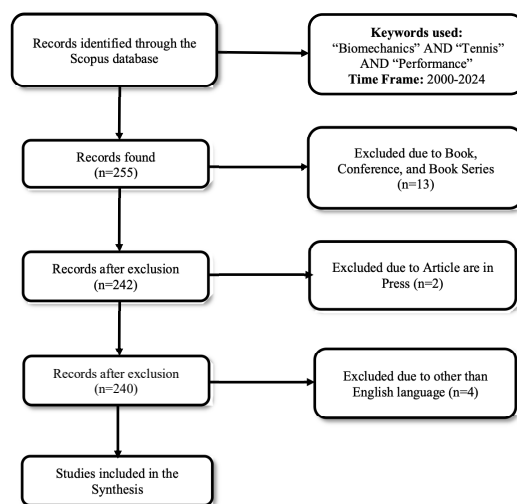 Records identified through the
Scopus database
Keywords used:
“Biomechanics” AND “Tennis”
AND “Performance”
Time Frame: 2000-2024
Records found
(n=255)
Excluded due to Book,
Conference, and Book Series
(n=13)
Records after exclusion
(n=242)
Excluded due to Article are in
Press (n=2)
Records after exclusion
(n=240)
Excluded due to other than
English language (n=4)
Studies included in the
Synthesis